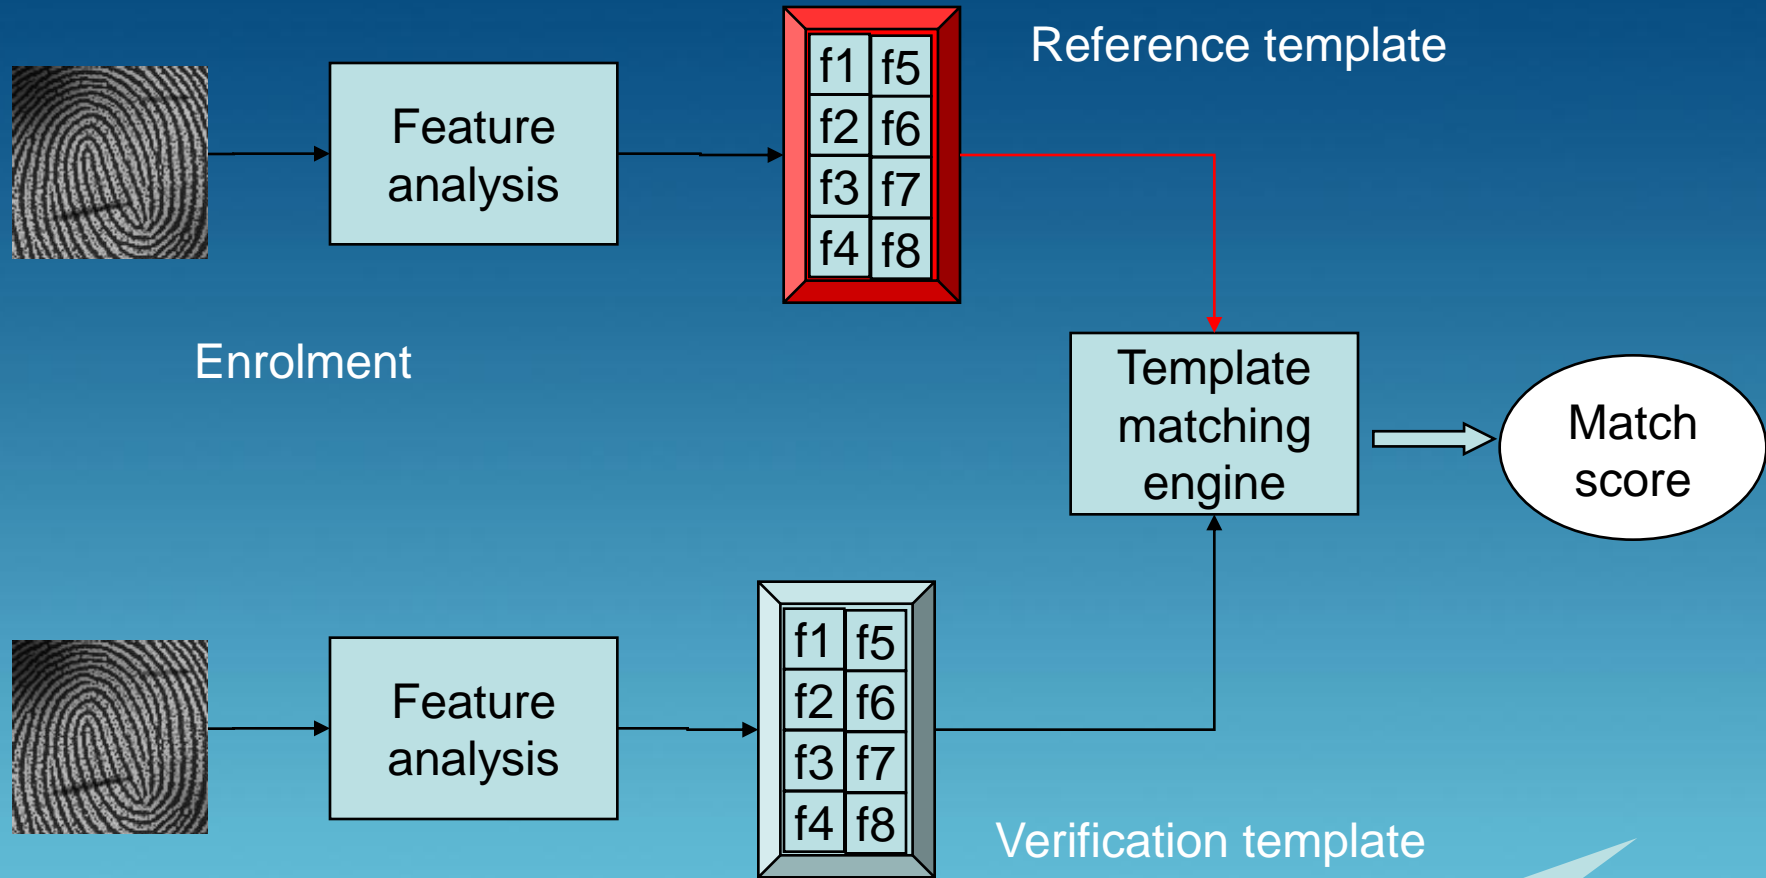 Reference template
Feature
analysis
f1 f5
f2 f6
f3 f7
f4 f8
Enrolment
Template
matching
engine
Match
score
Feature
analysis
f1 f5
f2 f6
f3 f7
f4 f8
Verification template